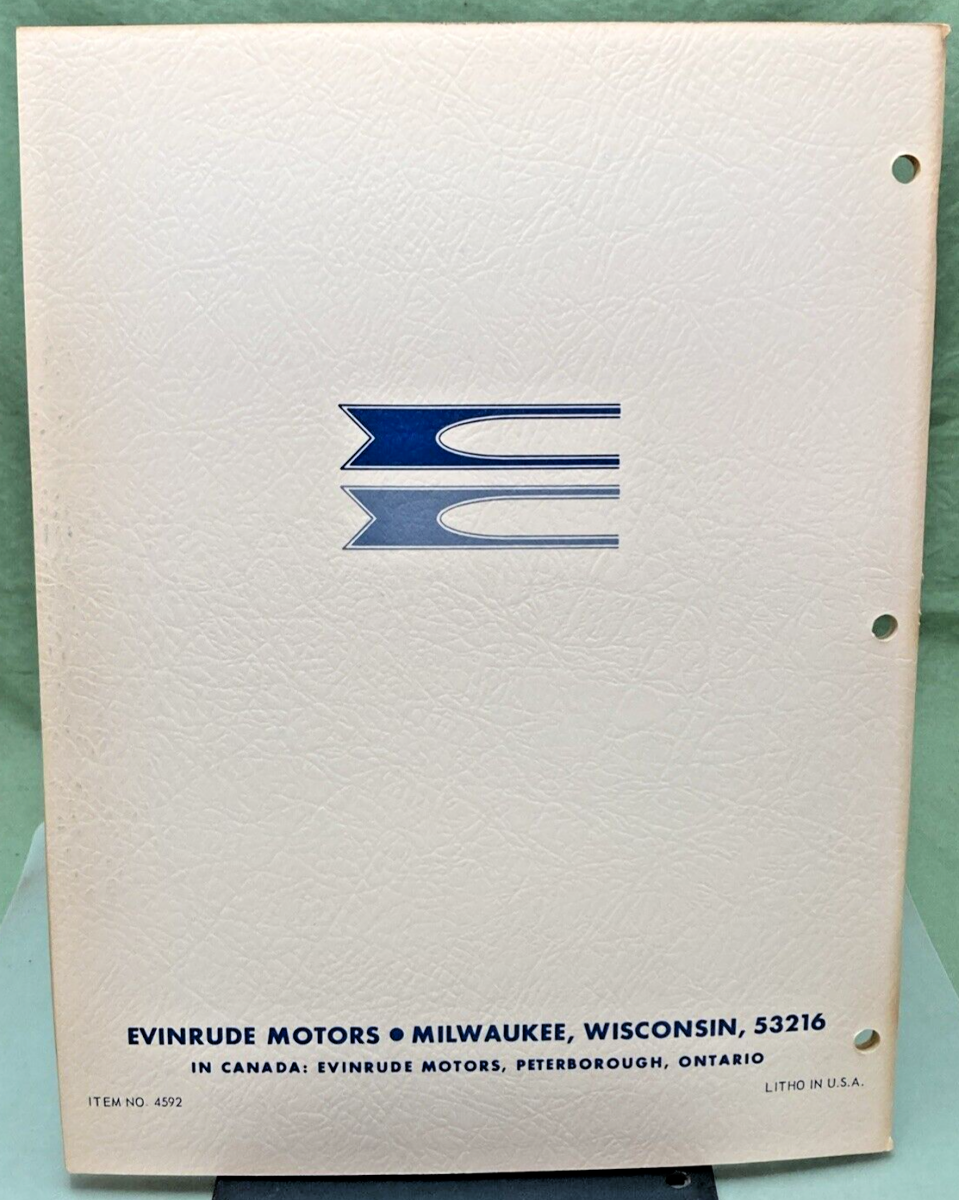 EVINRUDE MOTORS ● MILWAUKEE, WISCONSIN, 53216
IN CANADA: EVINRUDE MOTORS, PETERBOROUGH, ONTARIO
ITEM NO. 4592
LITHO IN U.S.A.